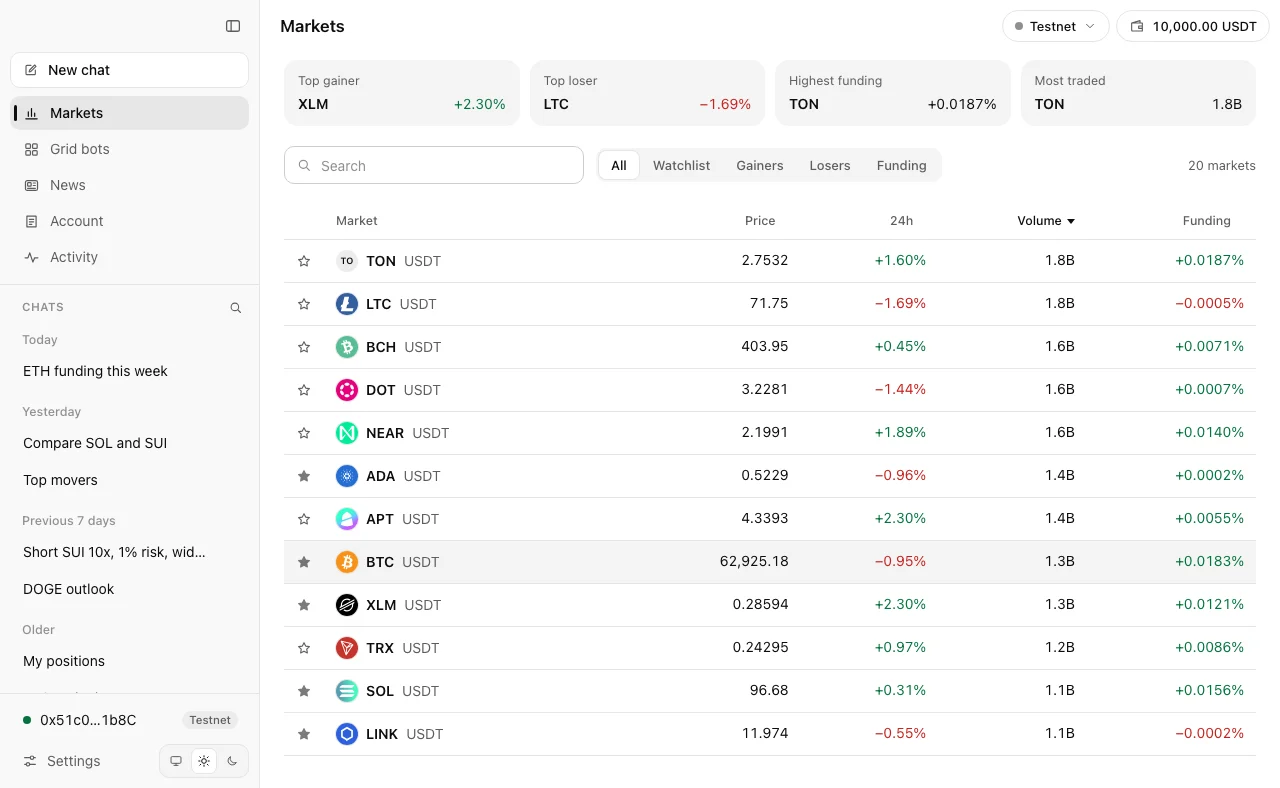 Markets
Testnet
10,000.00 USDT
New chat
Markets
Grid bots
News
Account
Activity
CHATS
Today
ETH funding this week
Yesterday
Compare SOL and SUI
Top movers
Previous 7 days
Short SUI 10x, 1% risk, wid...
DOGE outlook
Older
My positions
0x51c0...1b8C Testnet
Settings
Top gainer
XLM +2.30%
Top loser
LTC −1.69%
Highest funding
TON +0.0187%
Most traded
TON 1.8B
Search
All Watchlist Gainers Losers Funding
20 markets
Market Price 24h Volume Funding
TO TON USDT 2.7532 +1.60% 1.8B +0.0187%
LTC USDT 71.75 −1.69% 1.8B −0.0005%
BCH USDT 403.95 +0.45% 1.6B +0.0071%
DOT USDT 3.2281 −1.44% 1.6B +0.0007%
NEAR USDT 2.1991 +1.89% 1.6B +0.0140%
ADA USDT 0.5229 −0.96% 1.4B +0.0002%
APT USDT 4.3393 +2.30% 1.4B +0.0055%
BTC USDT 62,925.18 −0.95% 1.3B +0.0183%
XLM USDT 0.28594 +2.30% 1.3B +0.0121%
TRX USDT 0.24295 +0.97% 1.2B +0.0086%
SOL USDT 96.68 +0.31% 1.1B +0.0156%
LINK USDT 11.974 −0.55% 1.1B −0.0002%